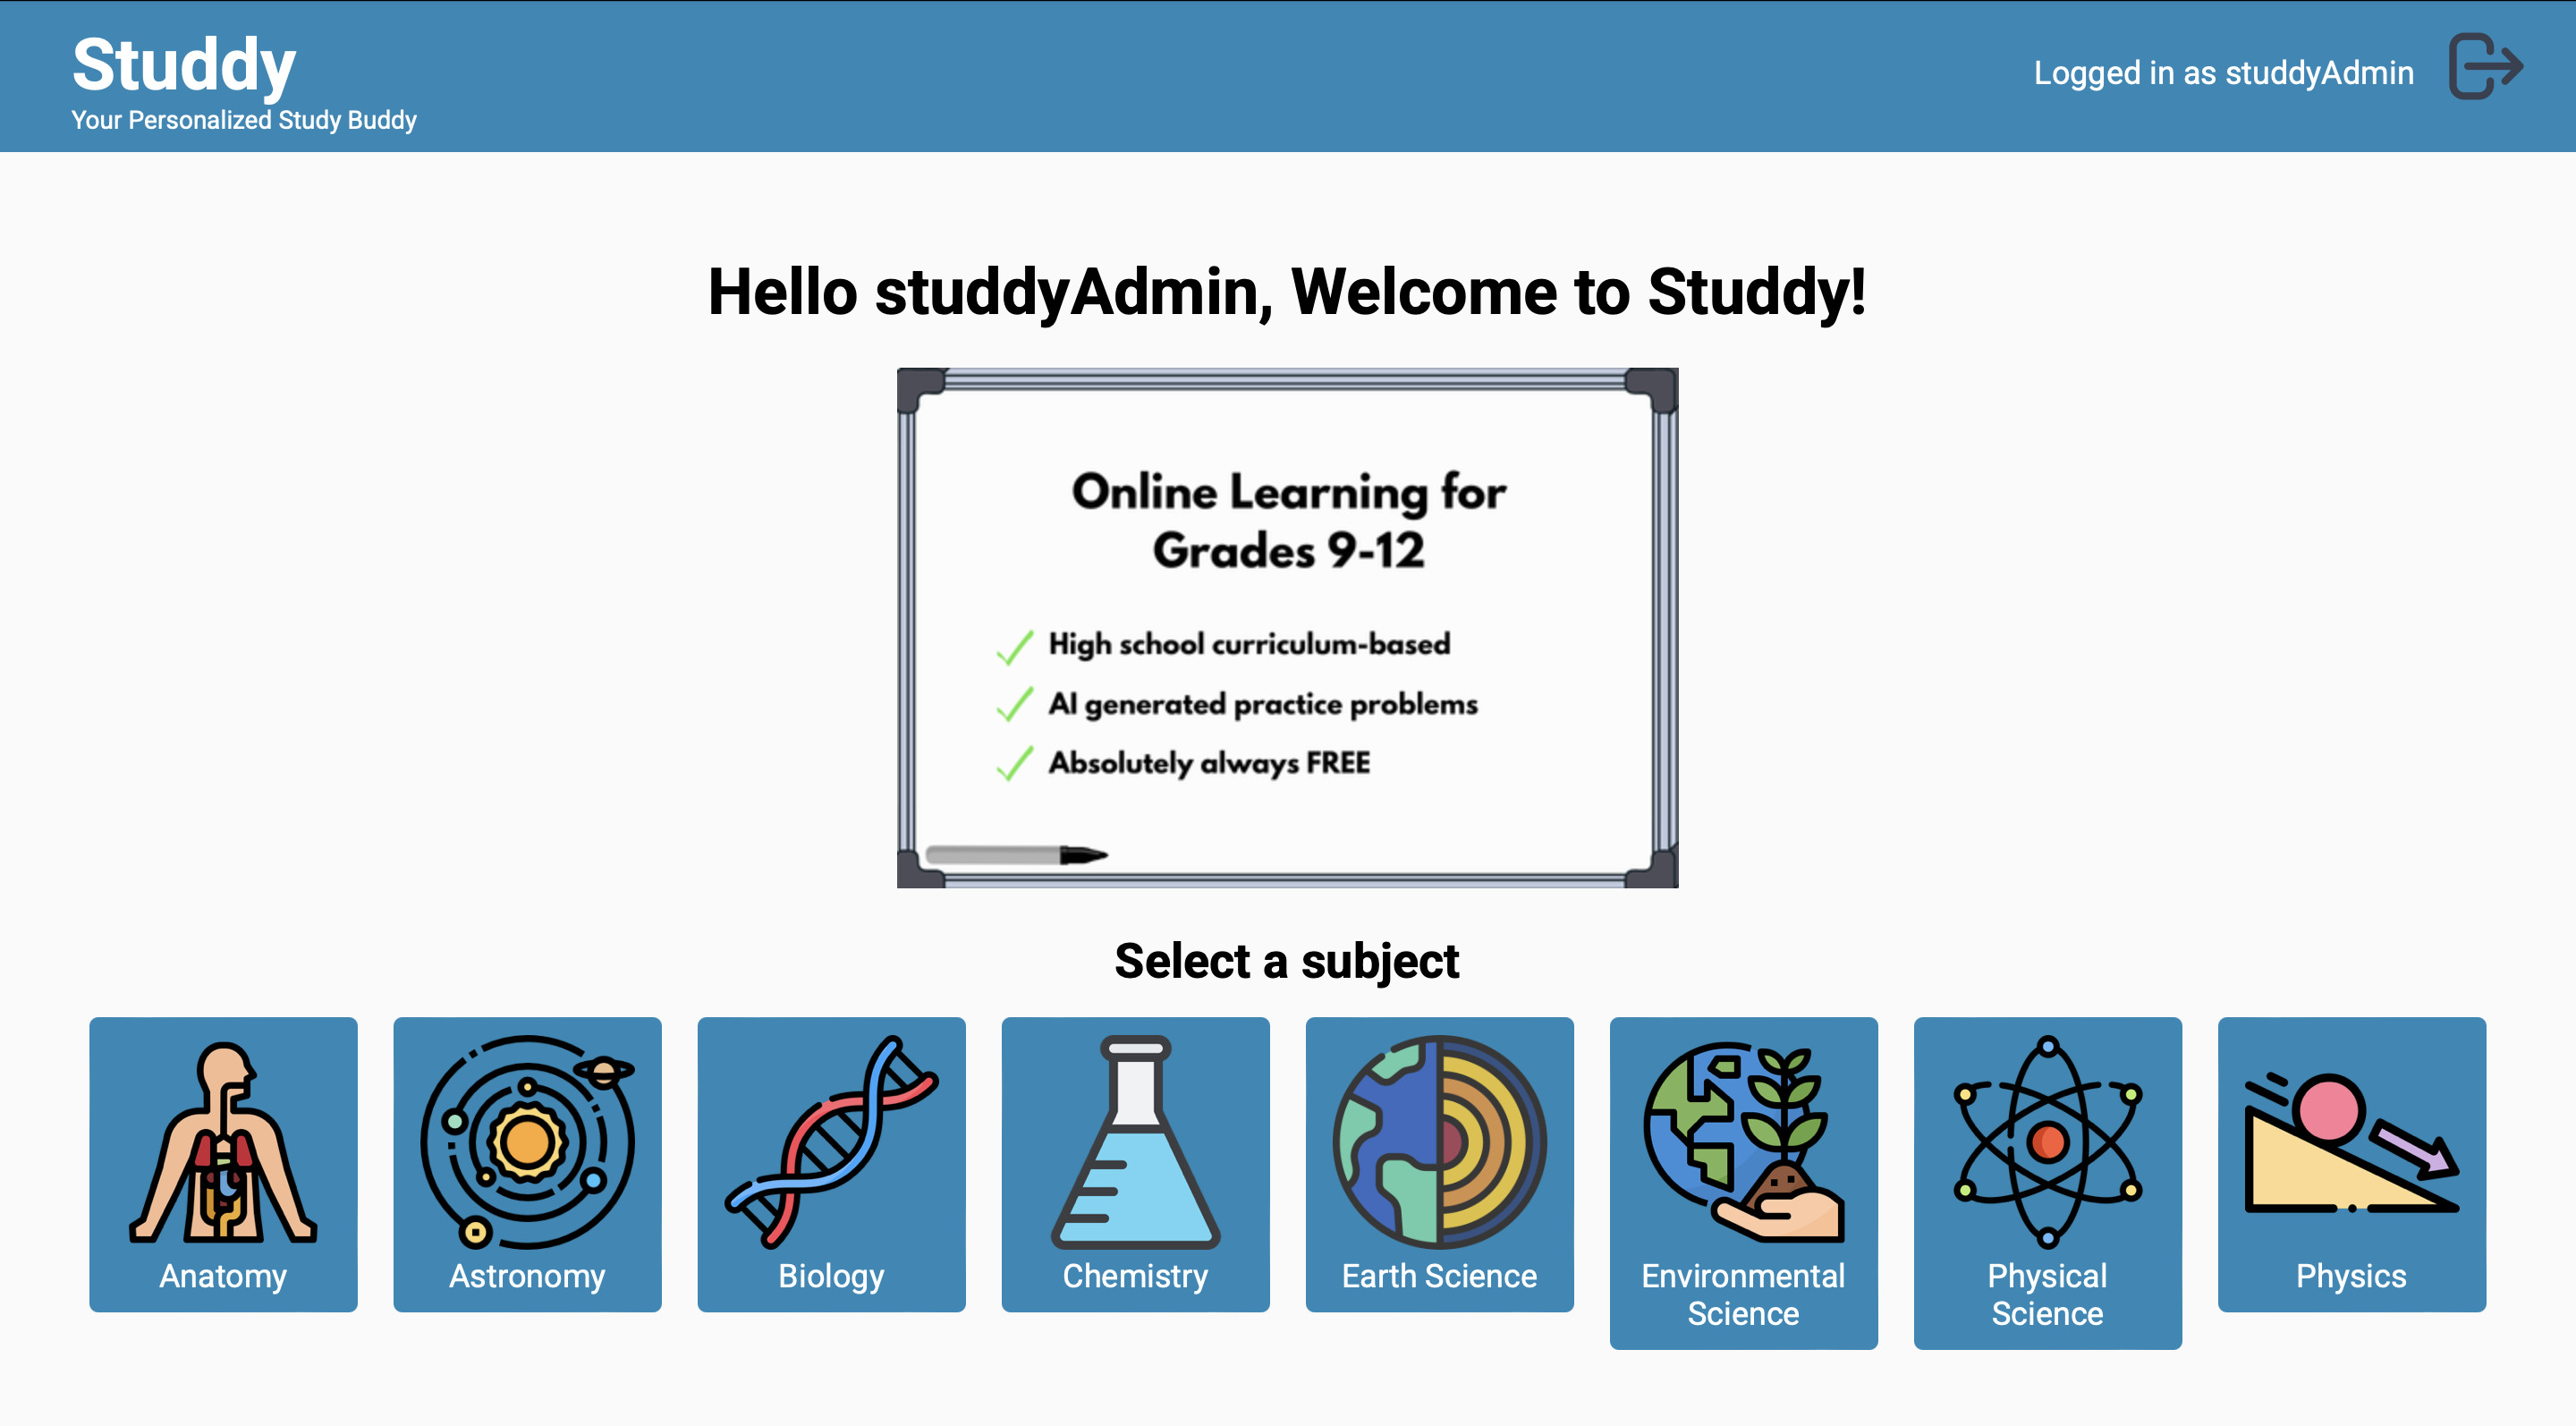 Studdy
Your Personalized Study Buddy
Logged in as studdyAdmin
Hello studdyAdmin, Welcome to Studdy!
Online Learning for
Grades 9-12
High school curriculum-based
AI generated practice problems
Absolutely always FREE
Select a subject
Anatomy
Astronomy
Biology
Chemistry
Earth Science
Environmental
Science
Physical
Science
Physics